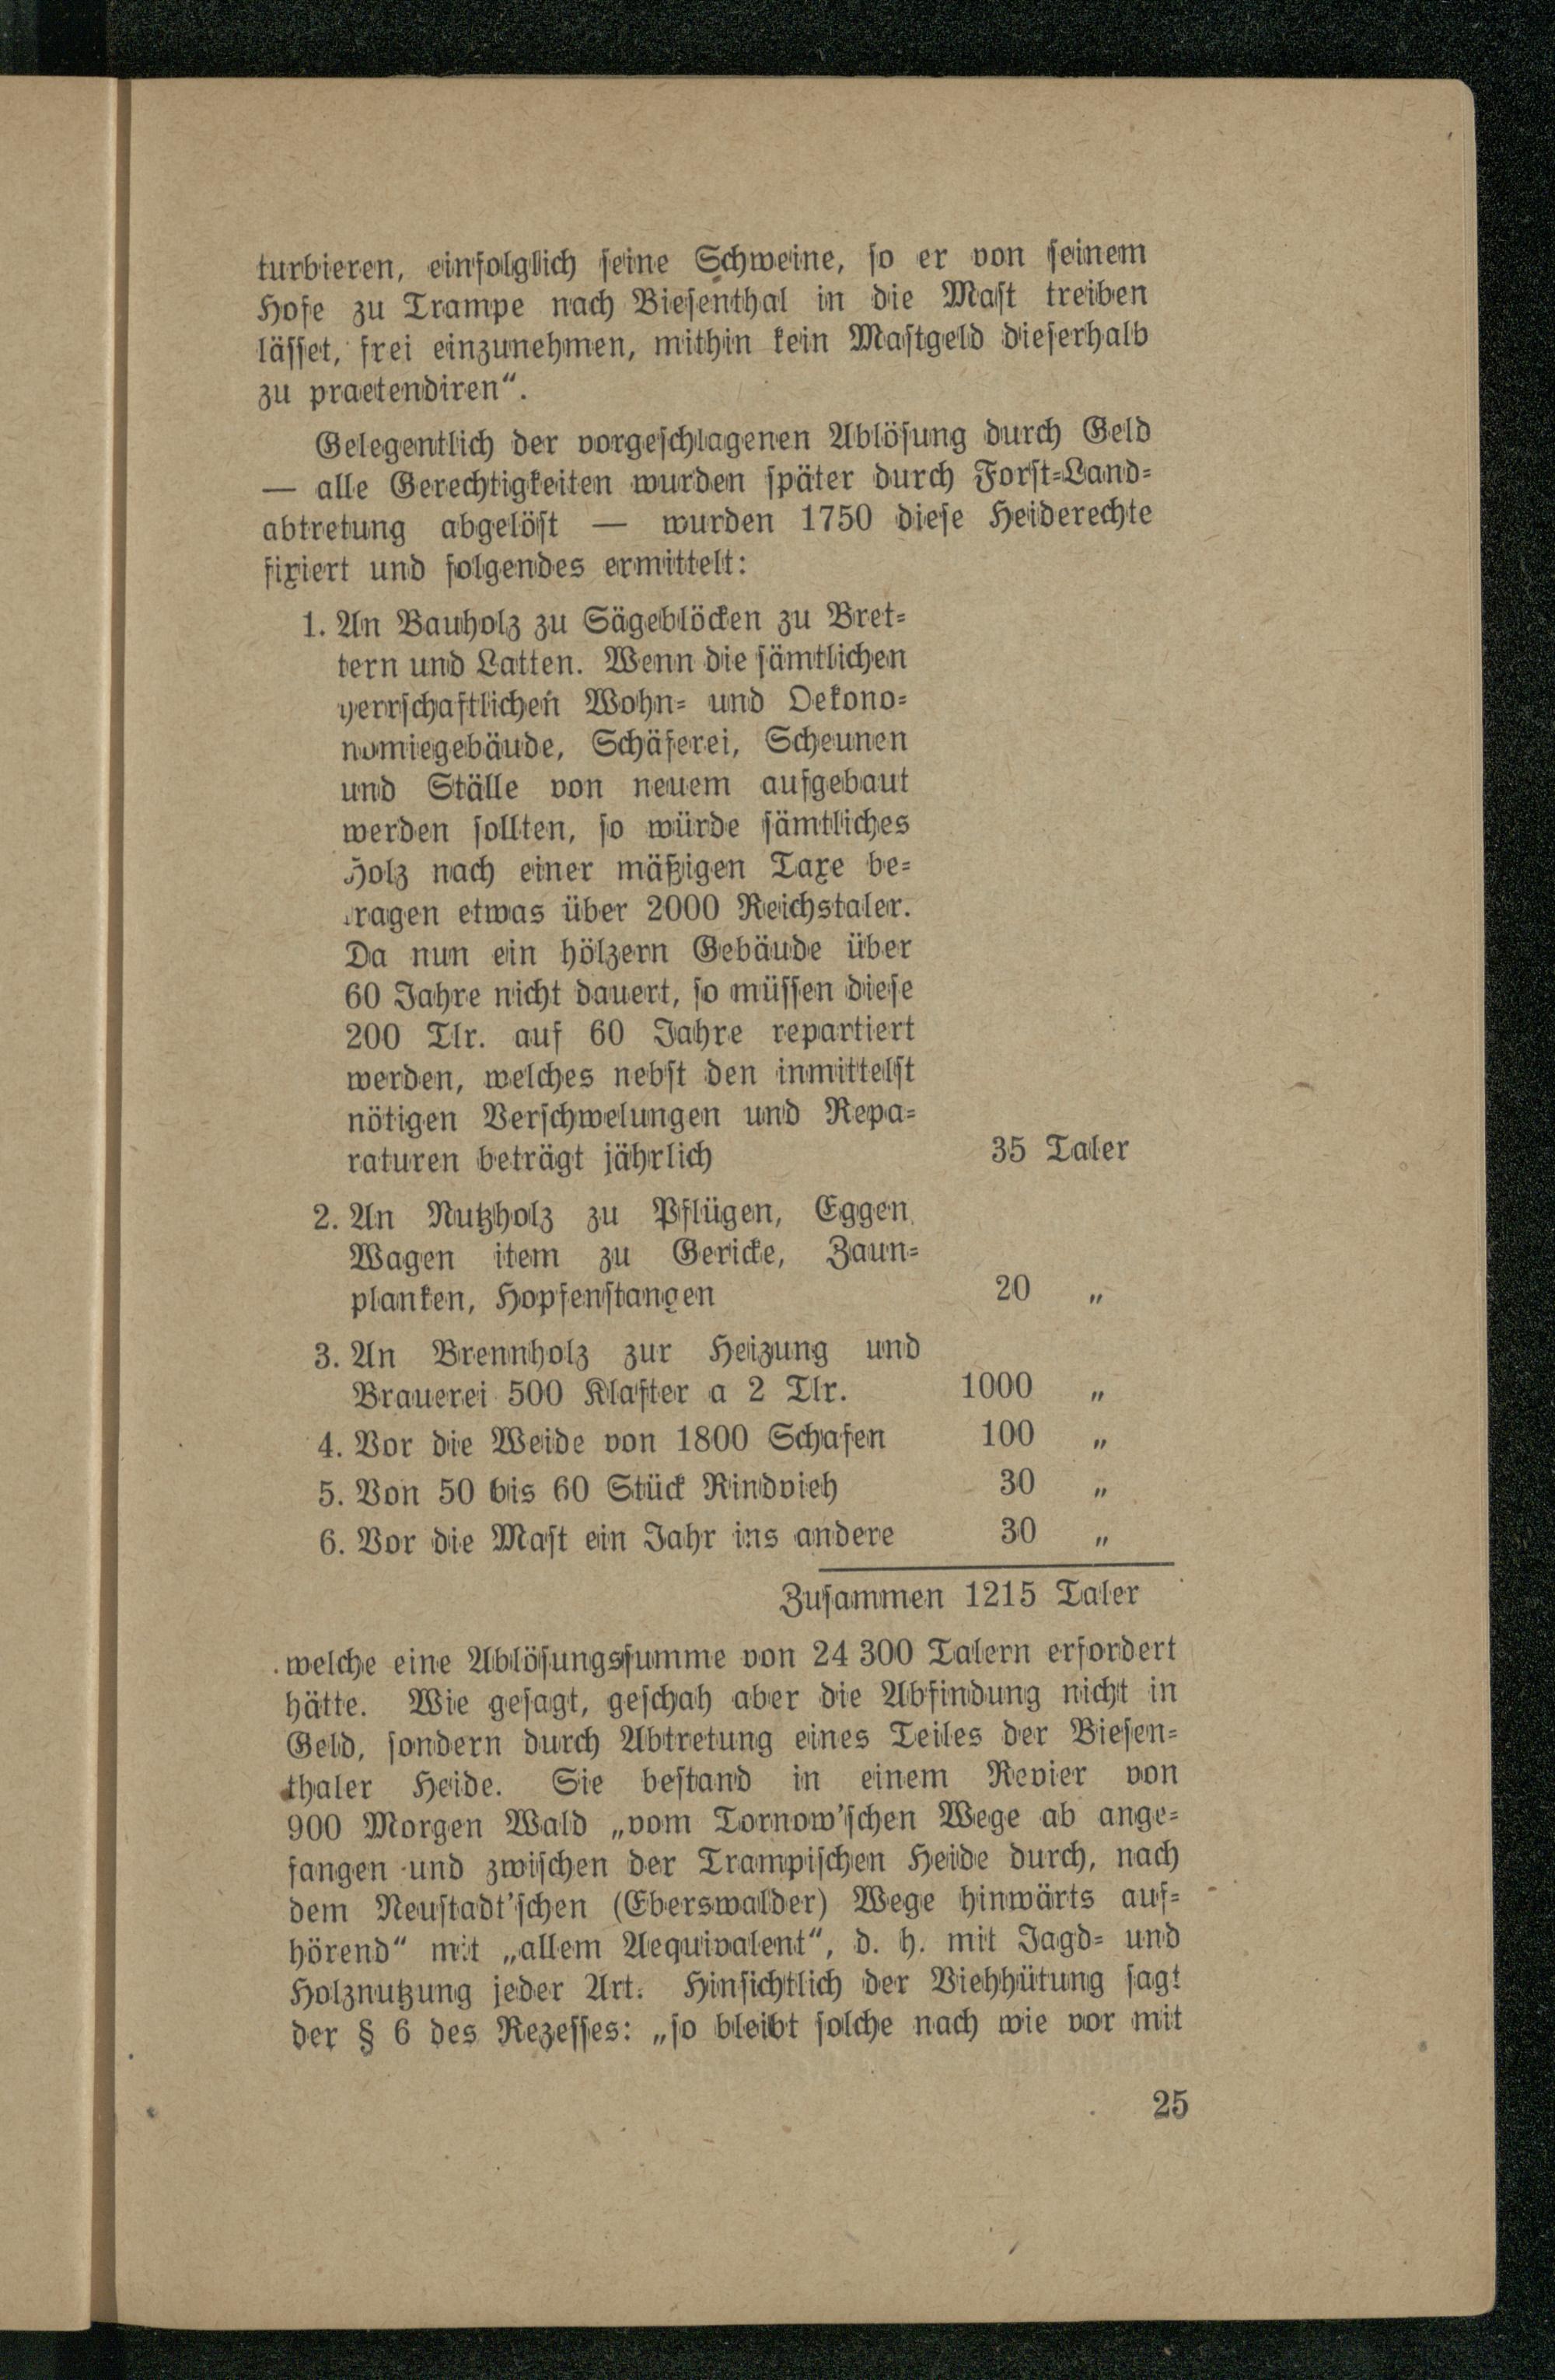 turbieren, einfolglich seine Schweine, so er von seinem
Hofe zu Trampe nach Biesenthal in die Mast treiben
lässet, frei einzunehmen, mithin kein Mastgeld dieserhalb
zu praetendiren“.
Gelegentlich der vorgeschlagenen Ablösung durch Geld
— alle Gerechtigkeiten wurden später durch Forst-Land-
abtretung abgelöst — wurden 1750 diese Heiderechte
fixiert und folgendes ermittelt:
1. An Bauholz zu Sägeblöcken zu Bret-
tern und Latten. Wenn die sämtlichen
herrschaftlichen Wohn- und Oekono-
nomiegebäude, Schäferei, Scheunen
und Ställe von neuem aufgebaut
werden sollten, so würde sämtliches
Holz nach einer mäßigen Taxe be-
tragen etwas über 2000 Reichstaler.
Da nun ein hölzern Gebäude über
60 Jahre nicht dauert, so müssen diese
200 Tlr. auf 60 Jahre repartiert
werden, welches nebst den inmittelst
nötigen Verschwelungen und Repa-
raturen beträgt jährlich 35 Taler
2. An Nutzholz zu Pflügen, Eggen,
Wagen item zu Gericke, Zaun-
planken, Hopfenstangen 20 „
3. An Brennholz zur Heizung und
Brauerei 500 Klafter a 2 Tlr. 1000 „
4. Vor die Weide von 1800 Schafen 100 „
5. Von 50 bis 60 Stück Rindvieh 30 „
6. Vor die Mast ein Jahr ins andere 30 „
Zusammen 1215 Taler
welche eine Ablösungssumme von 24 300 Talern erfordert
hätte. Wie gesagt, geschah aber die Abfindung nicht in
Geld, sondern durch Abtretung eines Teiles der Biesen-
thaler Heide. Sie bestand in einem Revier von
900 Morgen Wald „vom Tornow'schen Wege ab ange-
fangen und zwischen der Trampischen Heide durch, nach
dem Neustadt'schen (Eberswalder) Wege hinwärts auf-
hörend“ mit „allem Aequivalent“, d. h. mit Jagd- und
Holznutzung jeder Art. Hinsichtlich der Viehhütung sagt
der § 6 des Rezesses: „so bleibt solche nach wie vor mit
25